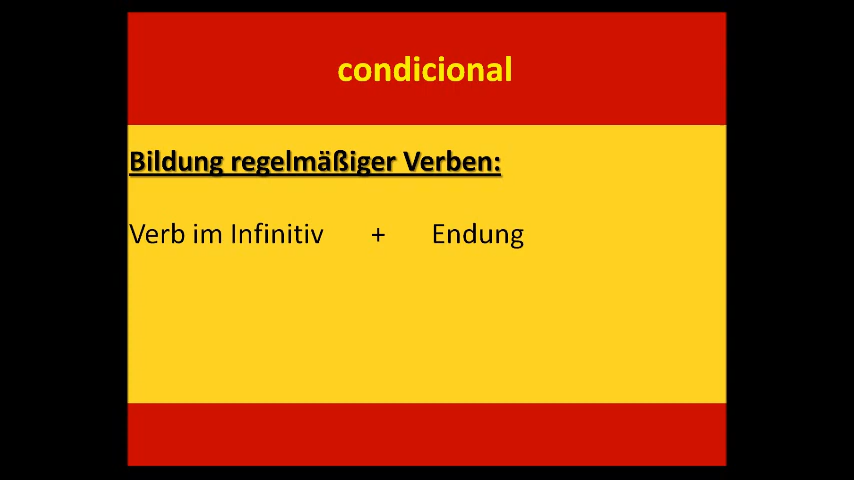 condicional
Bildung regelmäßiger Verben:
Verb im Infinitiv + Endung